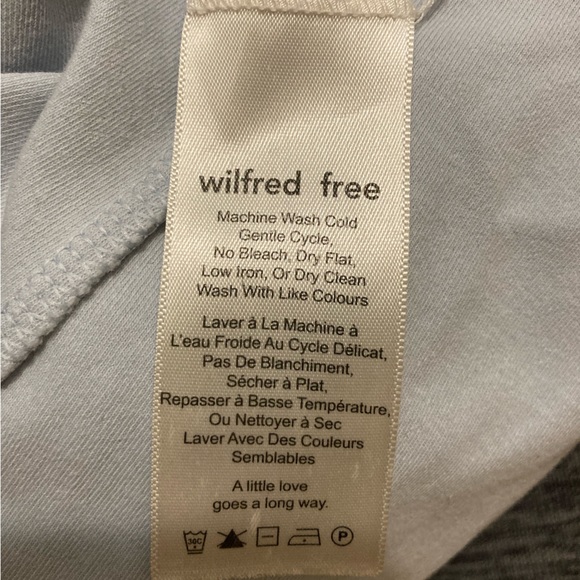 wilfred free
Machine Wash Cold
Gentle Cycle,
No Bleach, Dry Flat,
Low Iron, Or Dry Clean
Wash With Like Colours
Laver à La Machine à
L'eau Froide Au Cycle Délicat,
Pas De Blanchiment,
Sécher à Plat,
Repasser à Basse Température,
Ou Nettoyer à Sec
Laver Avec Des Couleurs
Semblables
A little love
goes a long way.
30C P